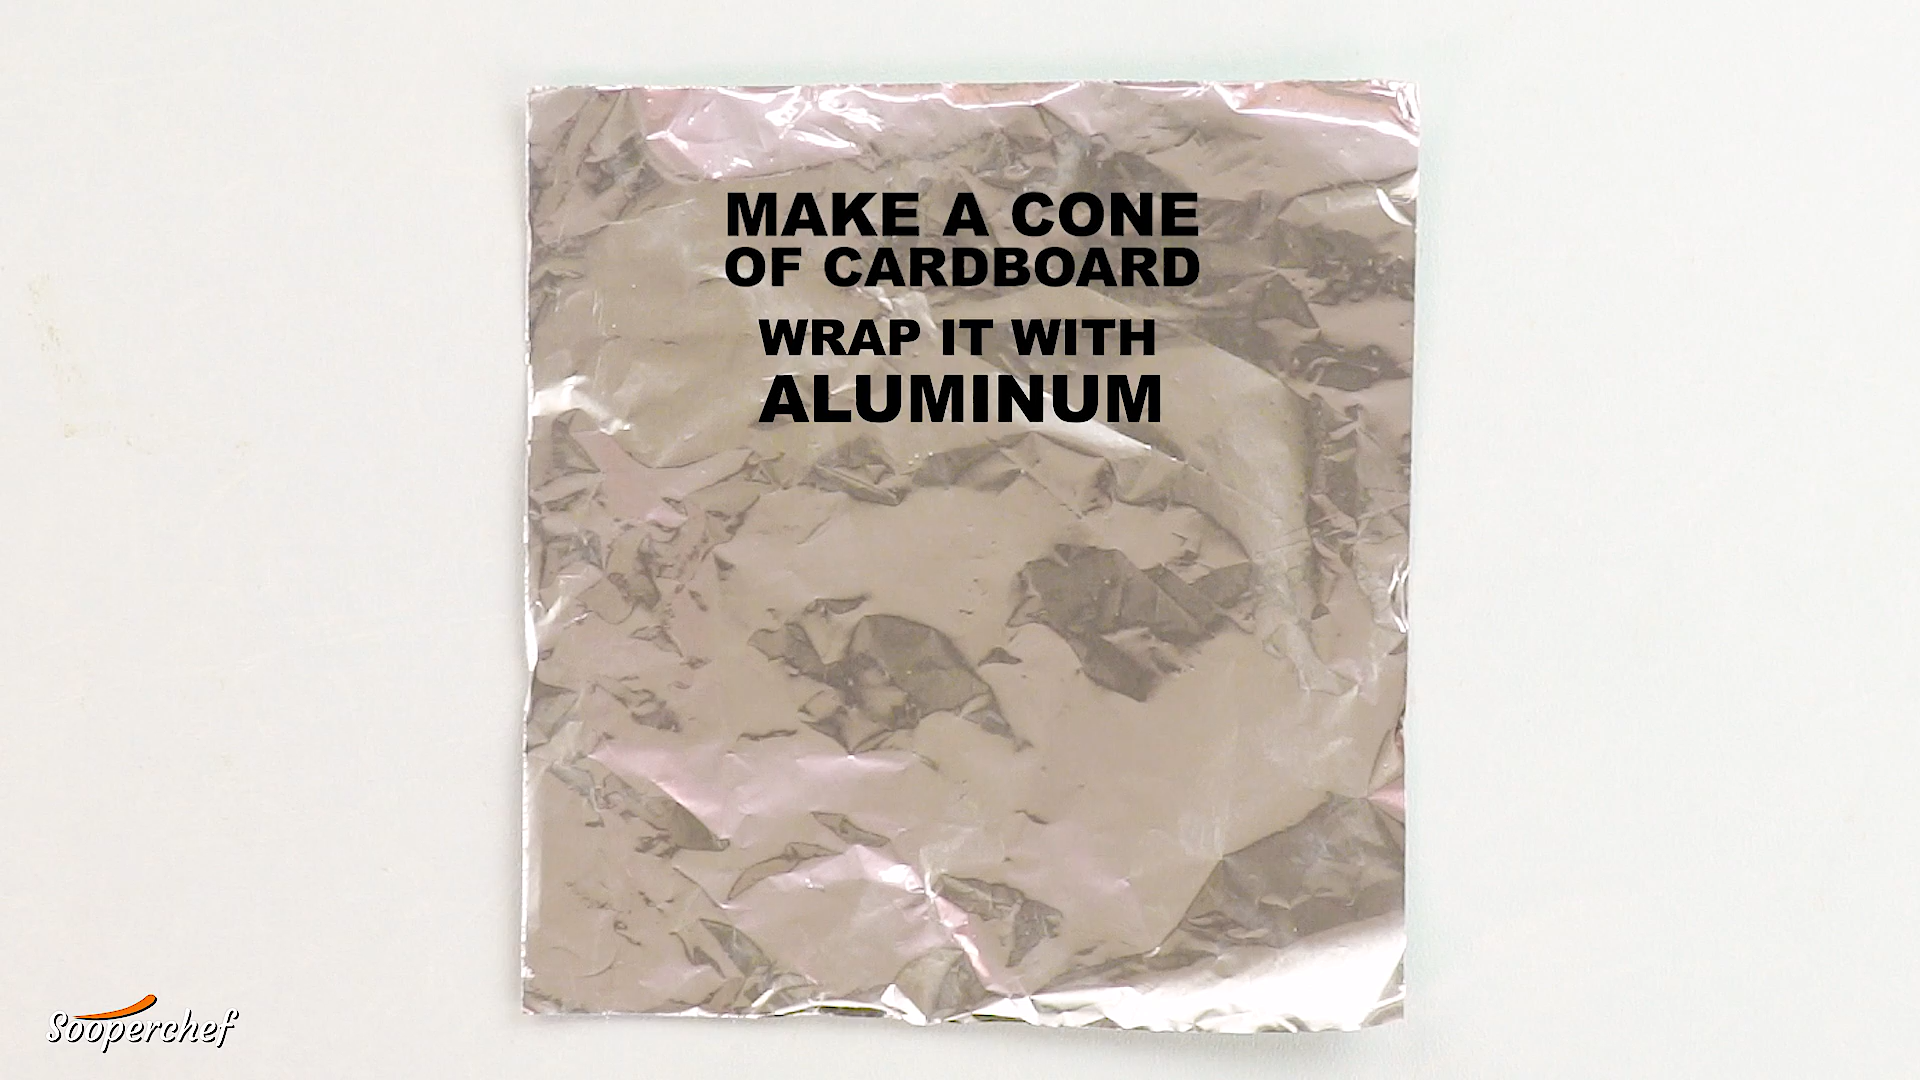 MAKE A CONE
OF CARDBOARD
WRAP IT WITH
ALUMINUM
Sooperchef